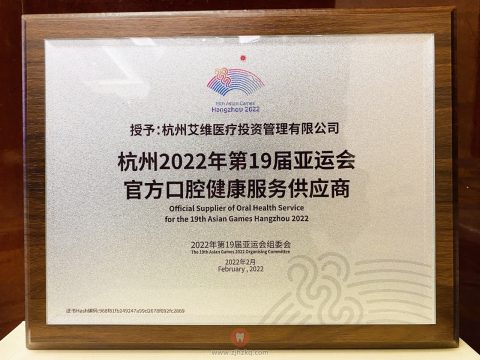 19th Asian Games
Hangzhou 2022
授予：杭州艾维医疗投资管理有限公司
杭州2022年第19届亚运会
官方口腔健康服务供应商
Official Supplier of Oral Health Service
for the 19th Asian Games Hangzhou 2022
2022年第19届亚运会组委会
The 19th Asian Games 2022 Organising Committee
2022年2月
February , 2022
www.zjhzkq.com